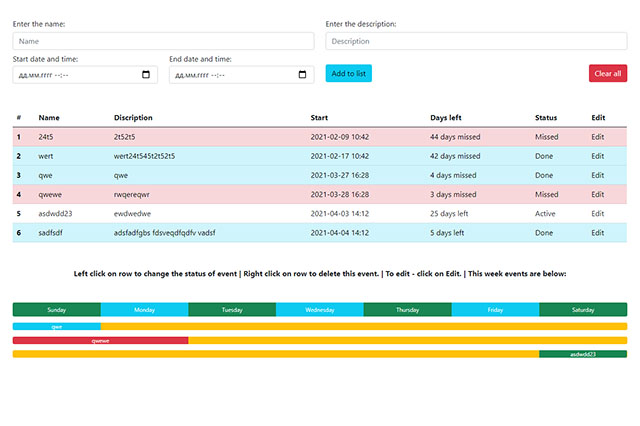 Enter the name:
Enter the description:
Name
Description
Start date and time:
End date and time:
дд.мм.гггг --:--
дд.мм.гггг --:--
Add to list
Clear all
# Name Discription Start Days left Status Edit
1 24t5 2t52t5 2021-02-09 10:42 44 days missed Missed Edit
2 wert wert24t545t2t52t5 2021-02-17 10:42 42 days missed Done Edit
3 qwe qwe 2021-03-27 16:28 4 days missed Done Edit
4 qwewe rwqereqwr 2021-03-28 16:28 3 days missed Missed Edit
5 asdwdd23 ewdwedwe 2021-04-03 14:12 25 days left Active Edit
6 sadfsdf adsfadfgbs fdsveqdfqdfv vadsf 2021-04-04 14:12 5 days left Done Edit
Left click on row to change the status of event | Right click on row to delete this event. | To edit - click on Edit. | This week events are below:
Sunday Monday Tuesday Wednesday Thursday Friday Saturday
qwe
qwewe
asdwdd23